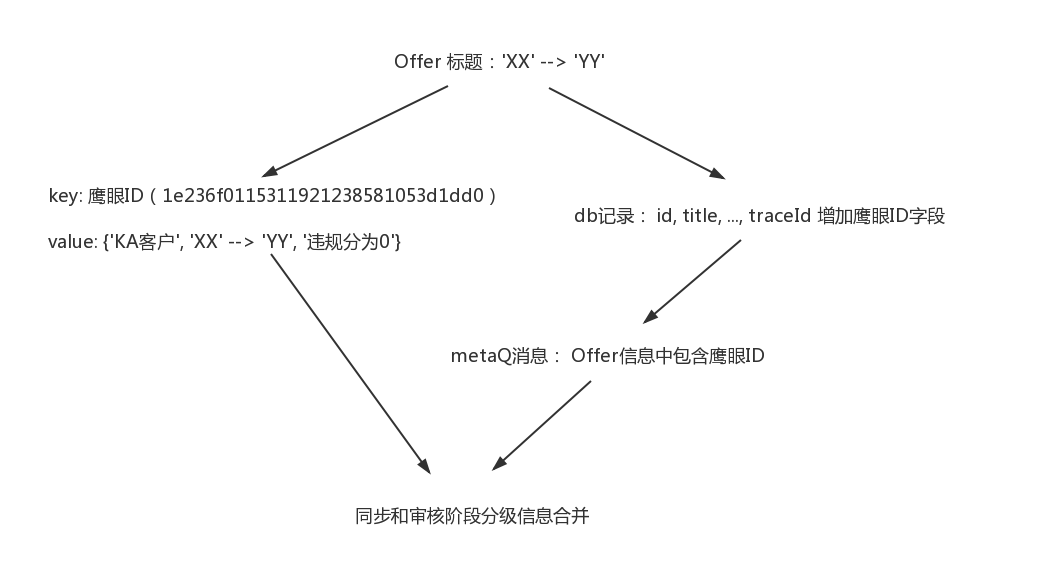 Offer 标题：'XX' --> 'YY'
key: 鹰眼ID（1e236f0115311921238581053d1dd0）
value: {'KA客户', 'XX' --> 'YY', '违规分为0'}
db记录： id, title, ..., traceId 增加鹰眼ID字段
metaQ消息： Offer信息中包含鹰眼ID
同步和审核阶段分级信息合并